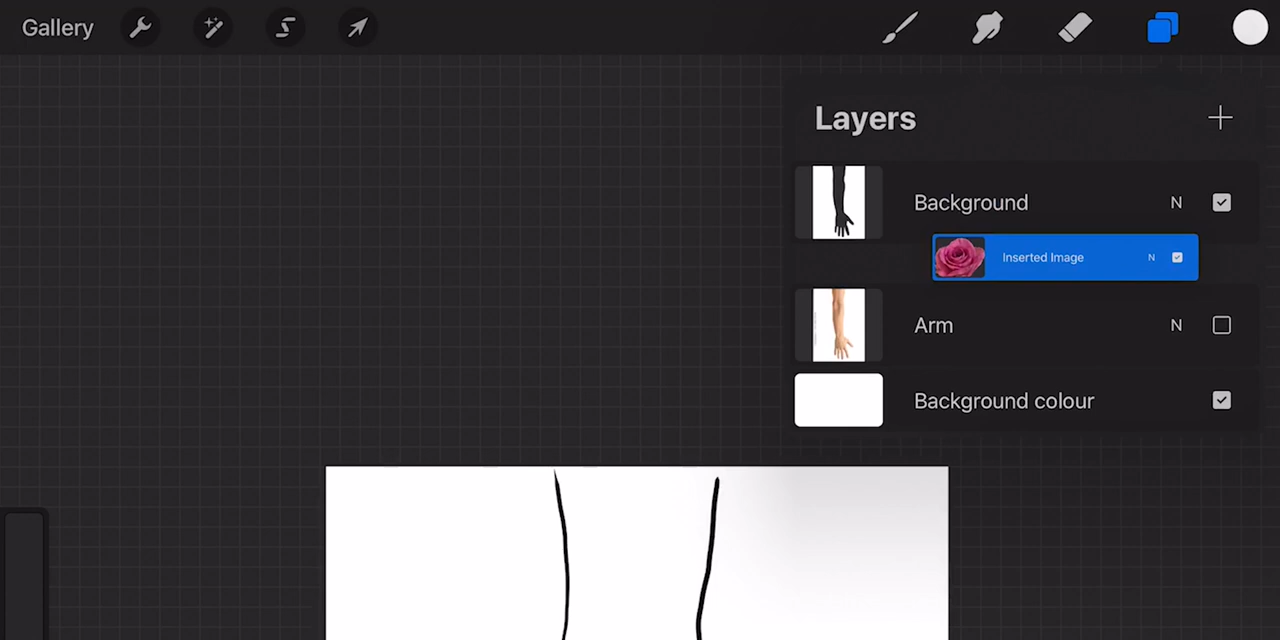 Gallery
Layers
Background N
Inserted Image N
Arm N
Background colour